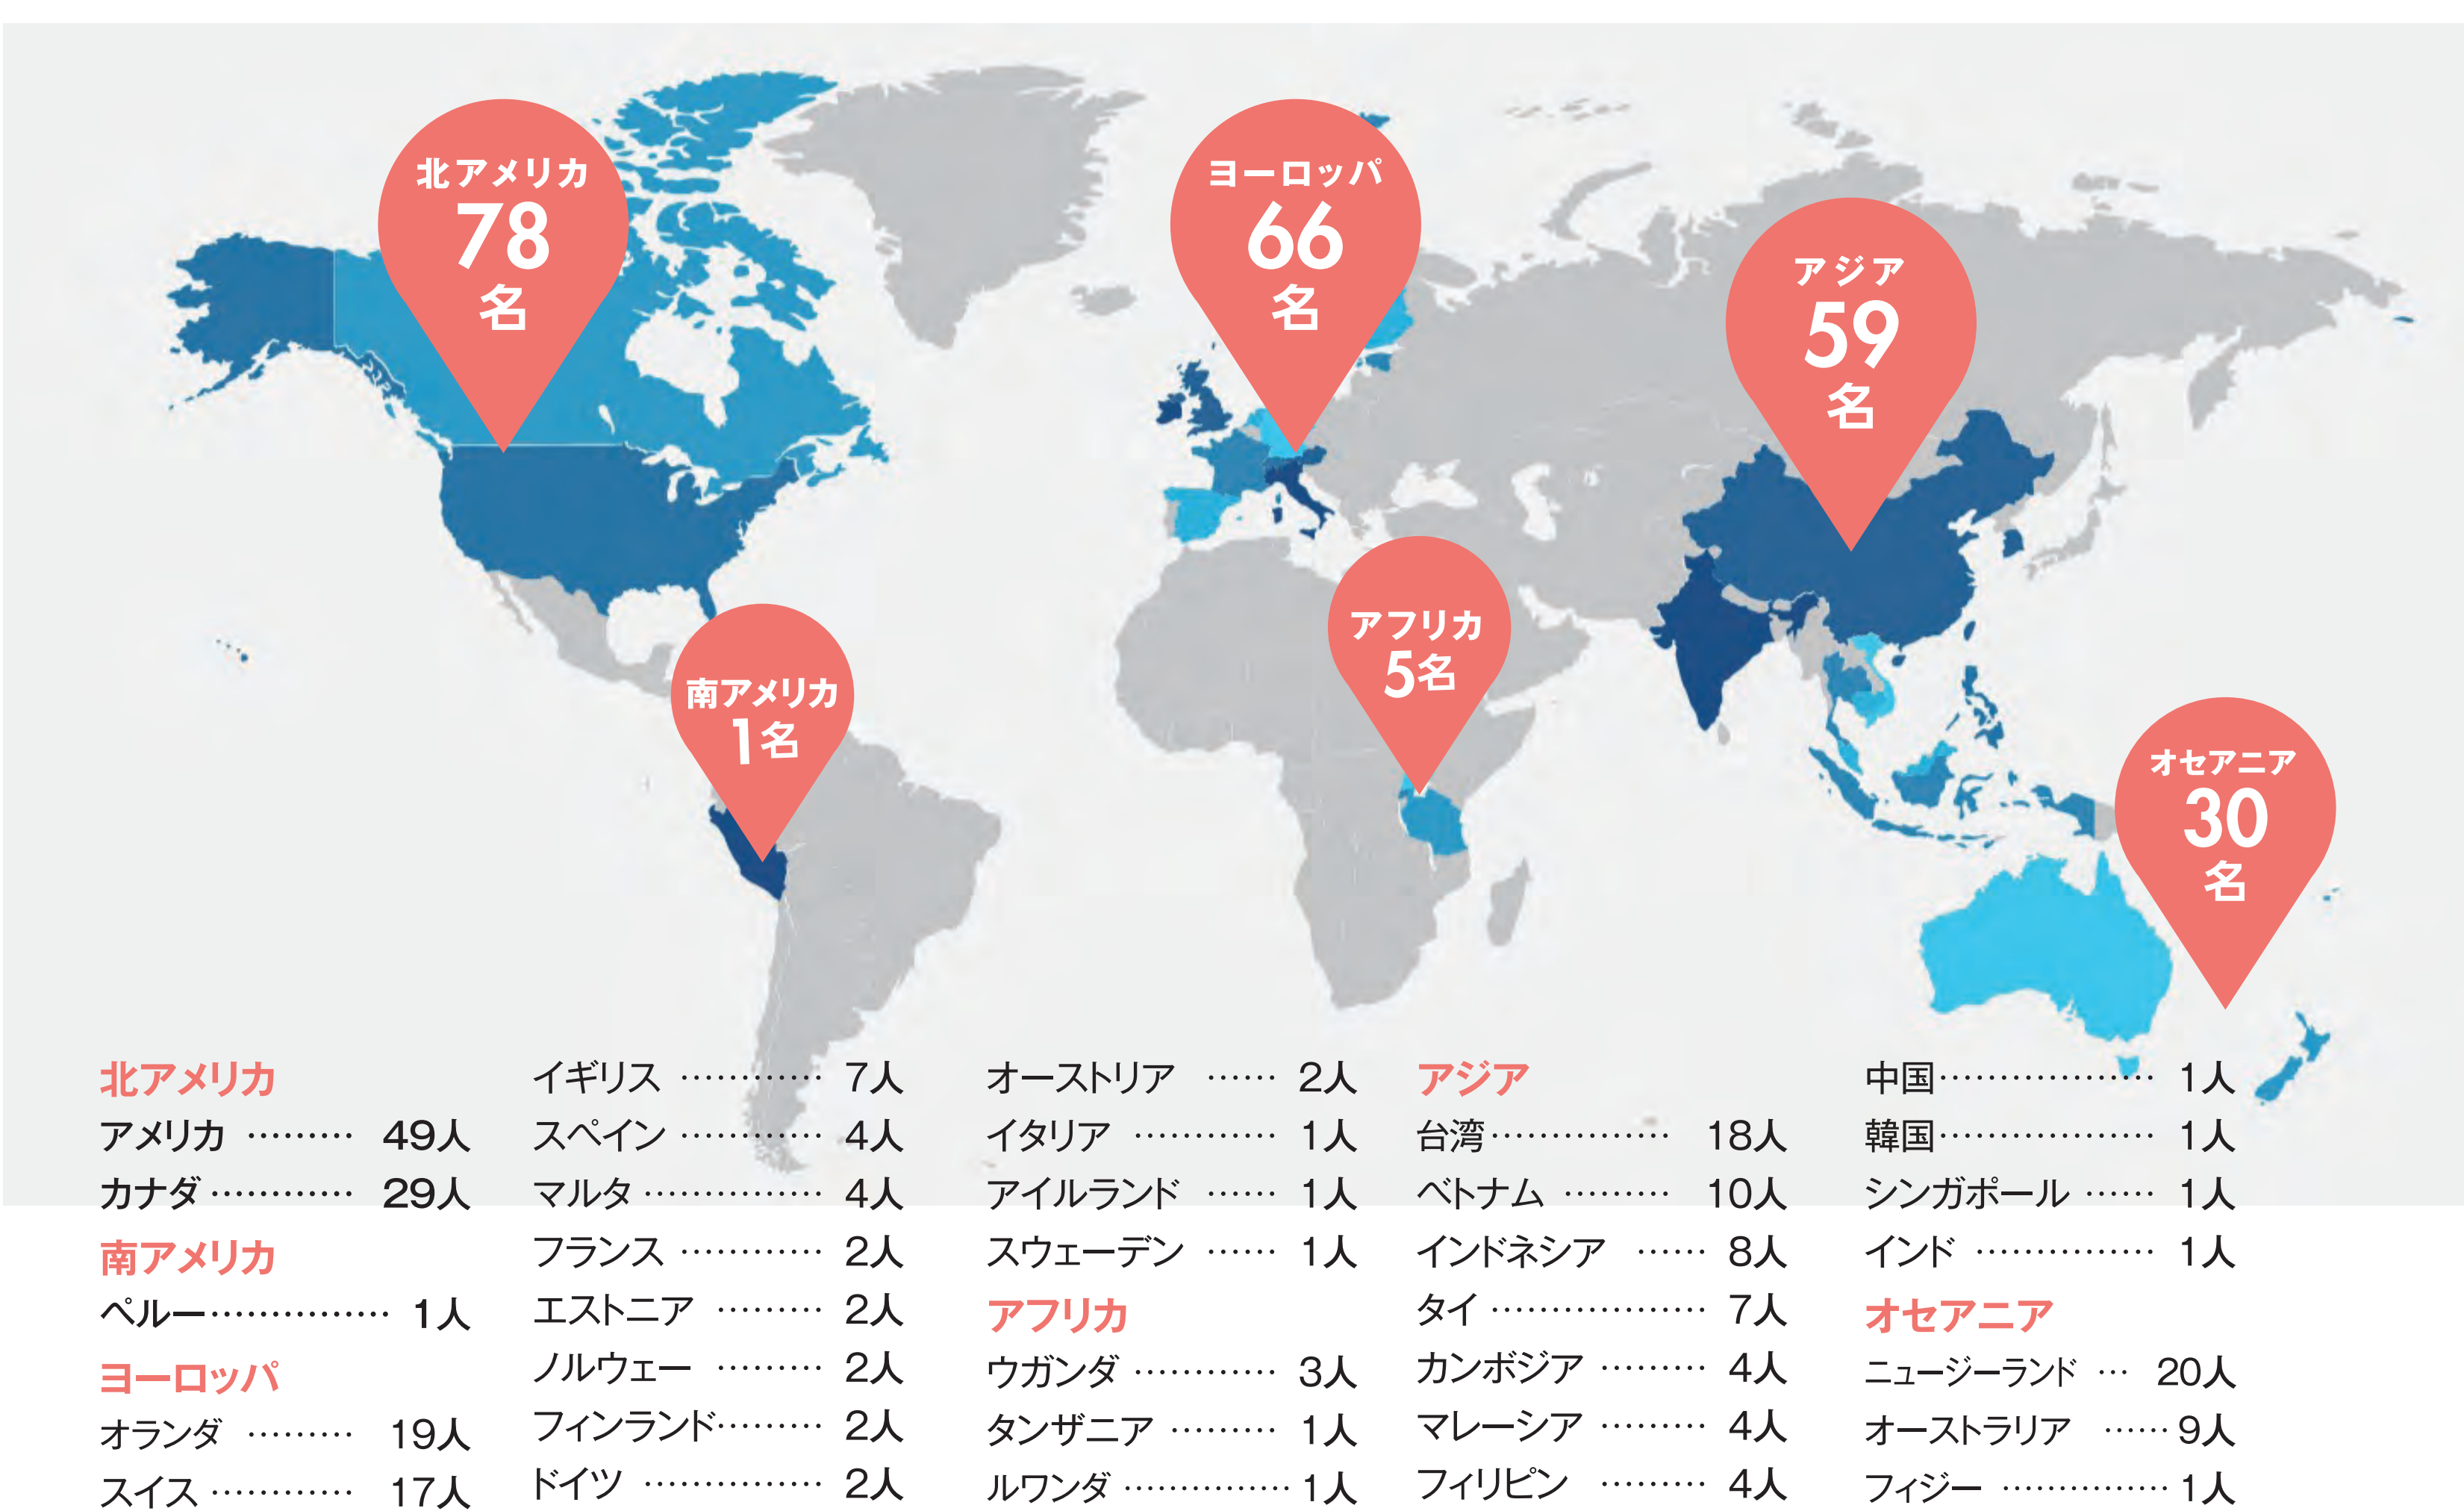 北アメリカ
78
名
ヨーロッパ
66
名
アジア
59
名
アフリカ
5名
南アメリカ
1名
オセアニア
30
名
北アメリカ
アメリカ ……… 49人
カナダ ………… 29人
南アメリカ
ペルー …………… 1人
ヨーロッパ
オランダ ……… 19人
スイス ………… 17人
イギリス ………… 7人
スペイン ………… 4人
マルタ …………… 4人
フランス ………… 2人
エストニア ……… 2人
ノルウェー ……… 2人
フィンランド ……… 2人
ドイツ …………… 2人
オーストリア …… 2人
イタリア ………… 1人
アイルランド …… 1人
スウェーデン …… 1人
アフリカ
ウガンダ ………… 3人
タンザニア ……… 1人
ルワンダ …………… 1人
アジア
台湾 …………… 18人
ベトナム ……… 10人
インドネシア …… 8人
タイ ……………… 7人
カンボジア ……… 4人
マレーシア ……… 4人
フィリピン ……… 4人
中国 ……………… 1人
韓国 ……………… 1人
シンガポール …… 1人
インド …………… 1人
オセアニア
ニュージーランド … 20人
オーストラリア …… 9人
フィジー …………… 1人